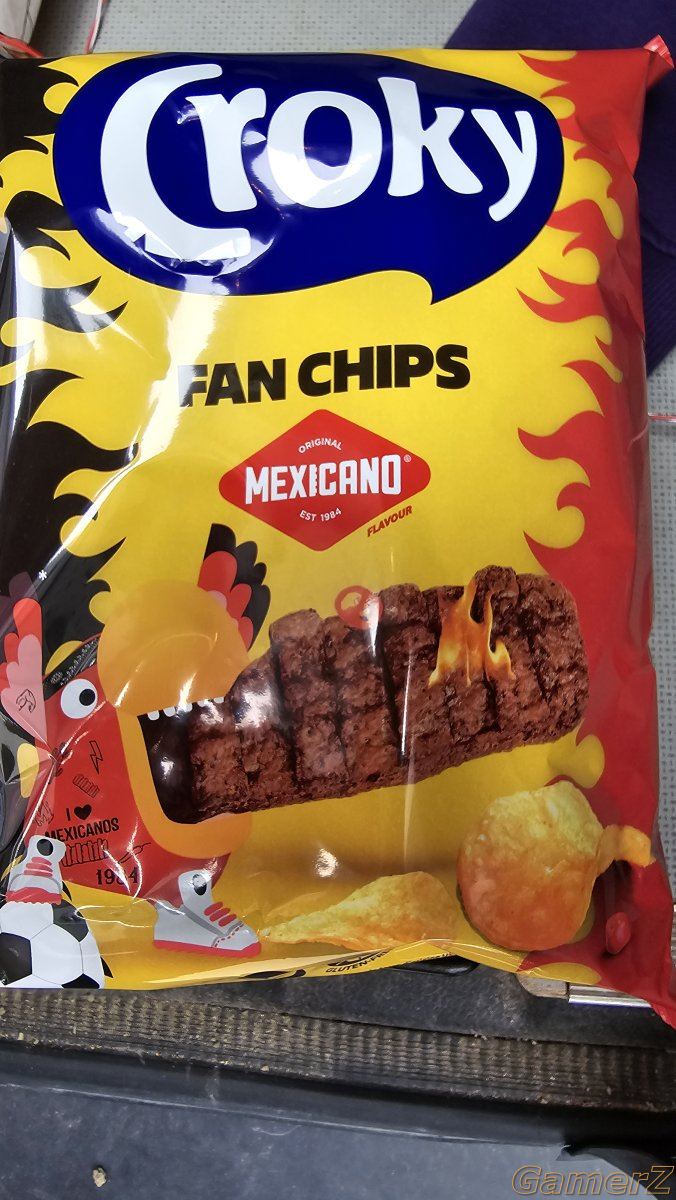 Croky
FAN CHIPS
ORIGINAL
MEXICANO®
EST 1984
FLAVOUR
*
I ♥
MEXICANOS
1984
GamerZ